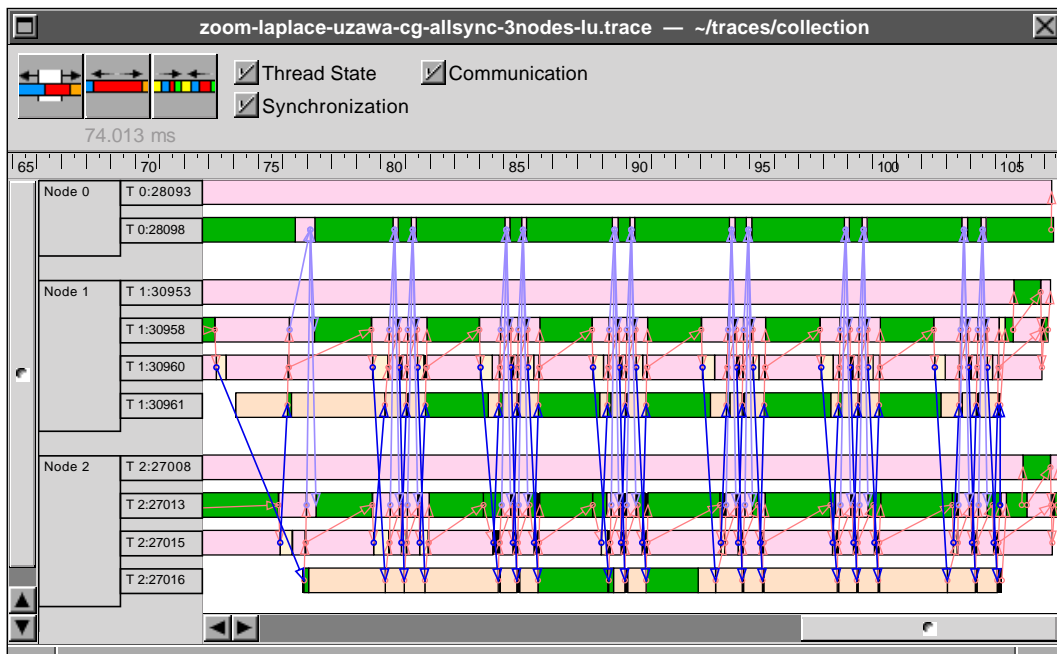 zoom-laplace-uzawa-cg-allsync-3nodes-lu.trace — ~/traces/collection
Thread State Communication
Synchronization
74.013 ms
65 70 75 80 85 90 95 100 105
Node 0 T 0:28093
T 0:28098
Node 1 T 1:30953
T 1:30958
T 1:30960
T 1:30961
Node 2 T 2:27008
T 2:27013
T 2:27015
T 2:27016